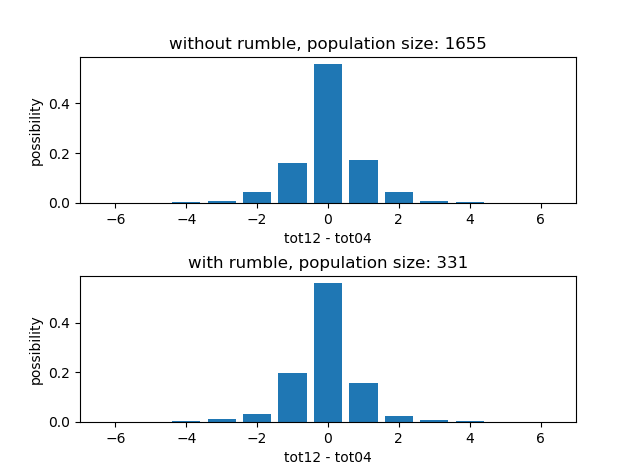 without rumble, population size: 1655
possibility
0.4
0.2
0.0
−6 −4 −2 0 2 4 6
tot12 - tot04
with rumble, population size: 331
possibility
0.4
0.2
0.0
−6 −4 −2 0 2 4 6
tot12 - tot04